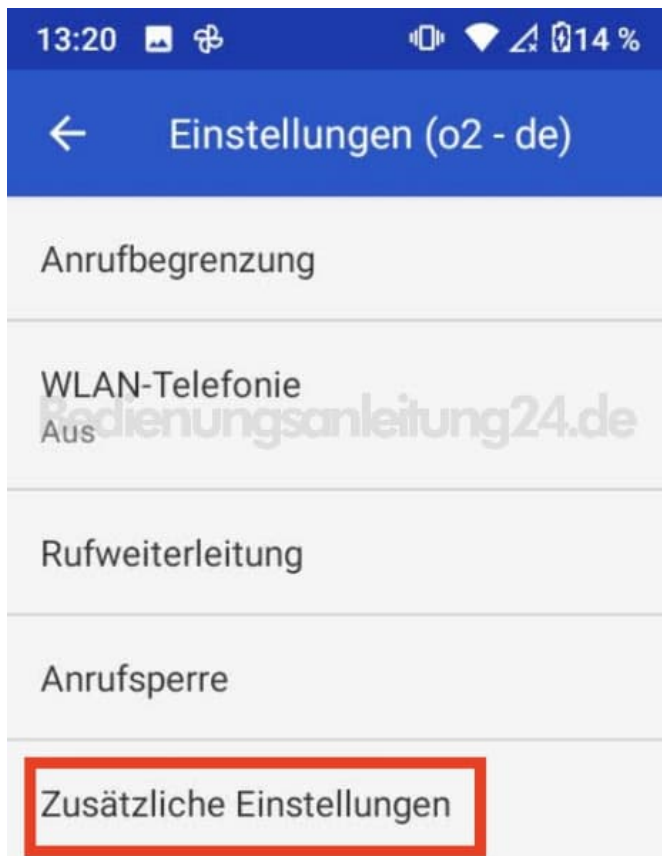 13:20 14 %
Einstellungen (o2 - de)
Anrufbegrenzung
WLAN-Telefonie
Aus
Bedienungsanleitung24.de
Rufweiterleitung
Anrufsperre
Zusätzliche Einstellungen